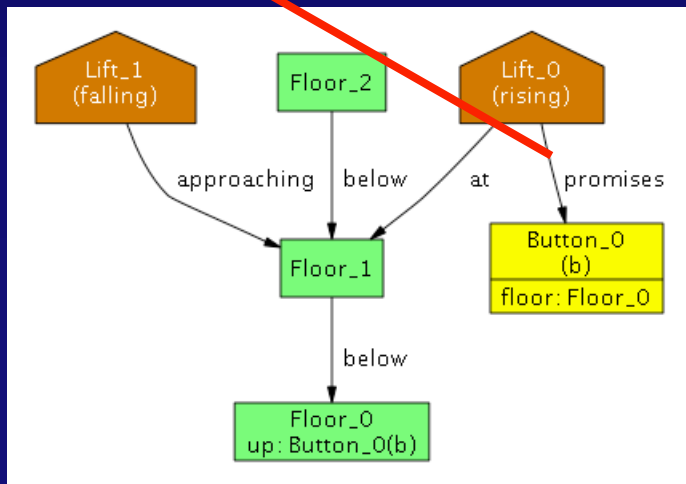 Lift_1
(falling)
Floor_2
Lift_0
(rising)
approaching
below
at
promises
Floor_1
Button_0
(b)
floor: Floor_0
below
Floor_0
up: Button_0(b)